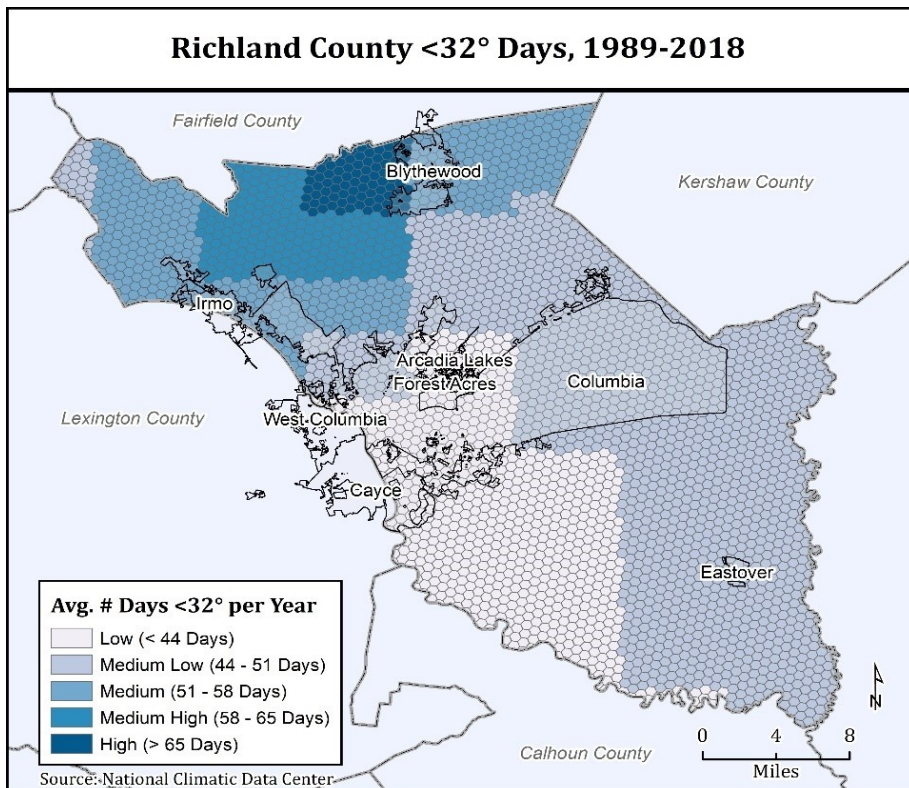 Richland County <32° Days, 1989-2018
Fairfield County
Blythewood
Kershaw County
Irmo
Arcadia Lakes
Forest Acres
Columbia
Lexington County
West Columbia
Cayce
Eastover
Avg. # Days <32° per Year
Low (< 44 Days)
Medium Low (44 - 51 Days)
Medium (51 - 58 Days)
Medium High (58 - 65 Days)
High (> 65 Days)
Source: National Climatic Data Center
N
0 4 8
Miles
Calhoun County